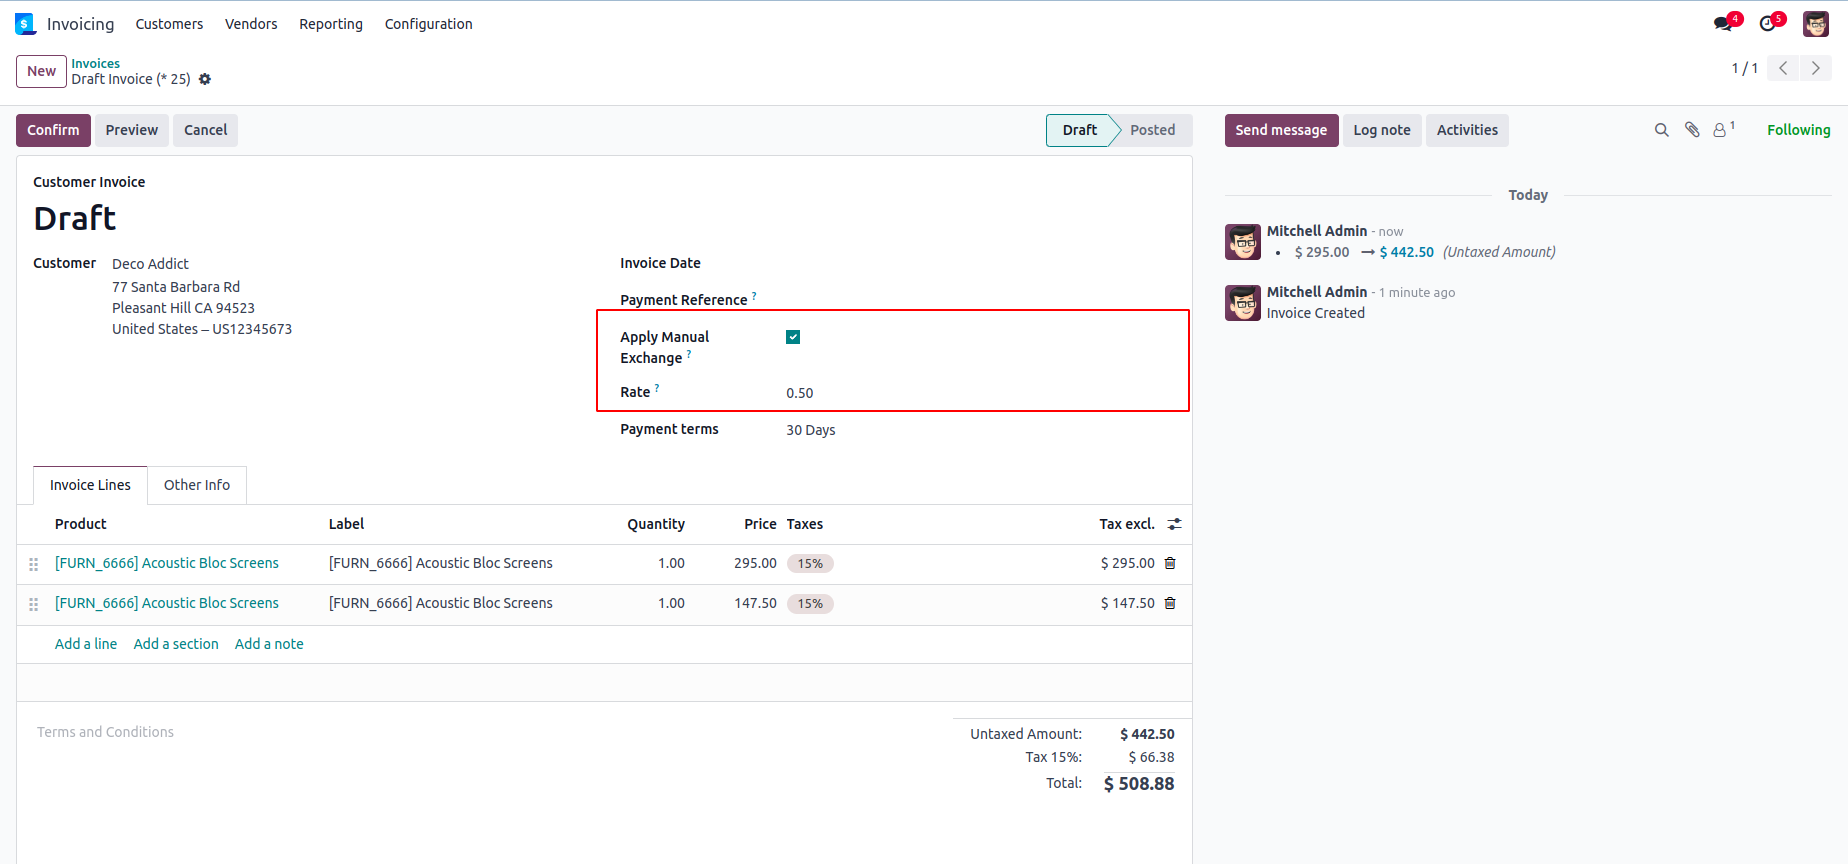 Invoicing Customers Vendors Reporting Configuration 4 5
New Invoices
Draft Invoice (* 25)
1 / 1
Confirm Preview Cancel Draft Posted Send message Log note Activities 1 Following
Customer Invoice
Draft
Customer Deco Addict
77 Santa Barbara Rd
Pleasant Hill CA 94523
United States – US12345673
Invoice Date
Payment Reference ?
Apply Manual
Exchange ?
Rate ? 0.50
Payment terms 30 Days
Invoice Lines Other Info
Product Label Quantity Price Taxes Tax excl.
[FURN_6666] Acoustic Bloc Screens [FURN_6666] Acoustic Bloc Screens 1.00 295.00 15% $ 295.00
[FURN_6666] Acoustic Bloc Screens [FURN_6666] Acoustic Bloc Screens 1.00 147.50 15% $ 147.50
Add a line Add a section Add a note
Terms and Conditions
Untaxed Amount: $ 442.50
Tax 15%: $ 66.38
Total: $ 508.88
Today
Mitchell Admin - now
• $ 295.00 → $ 442.50 (Untaxed Amount)
Mitchell Admin - 1 minute ago
Invoice Created